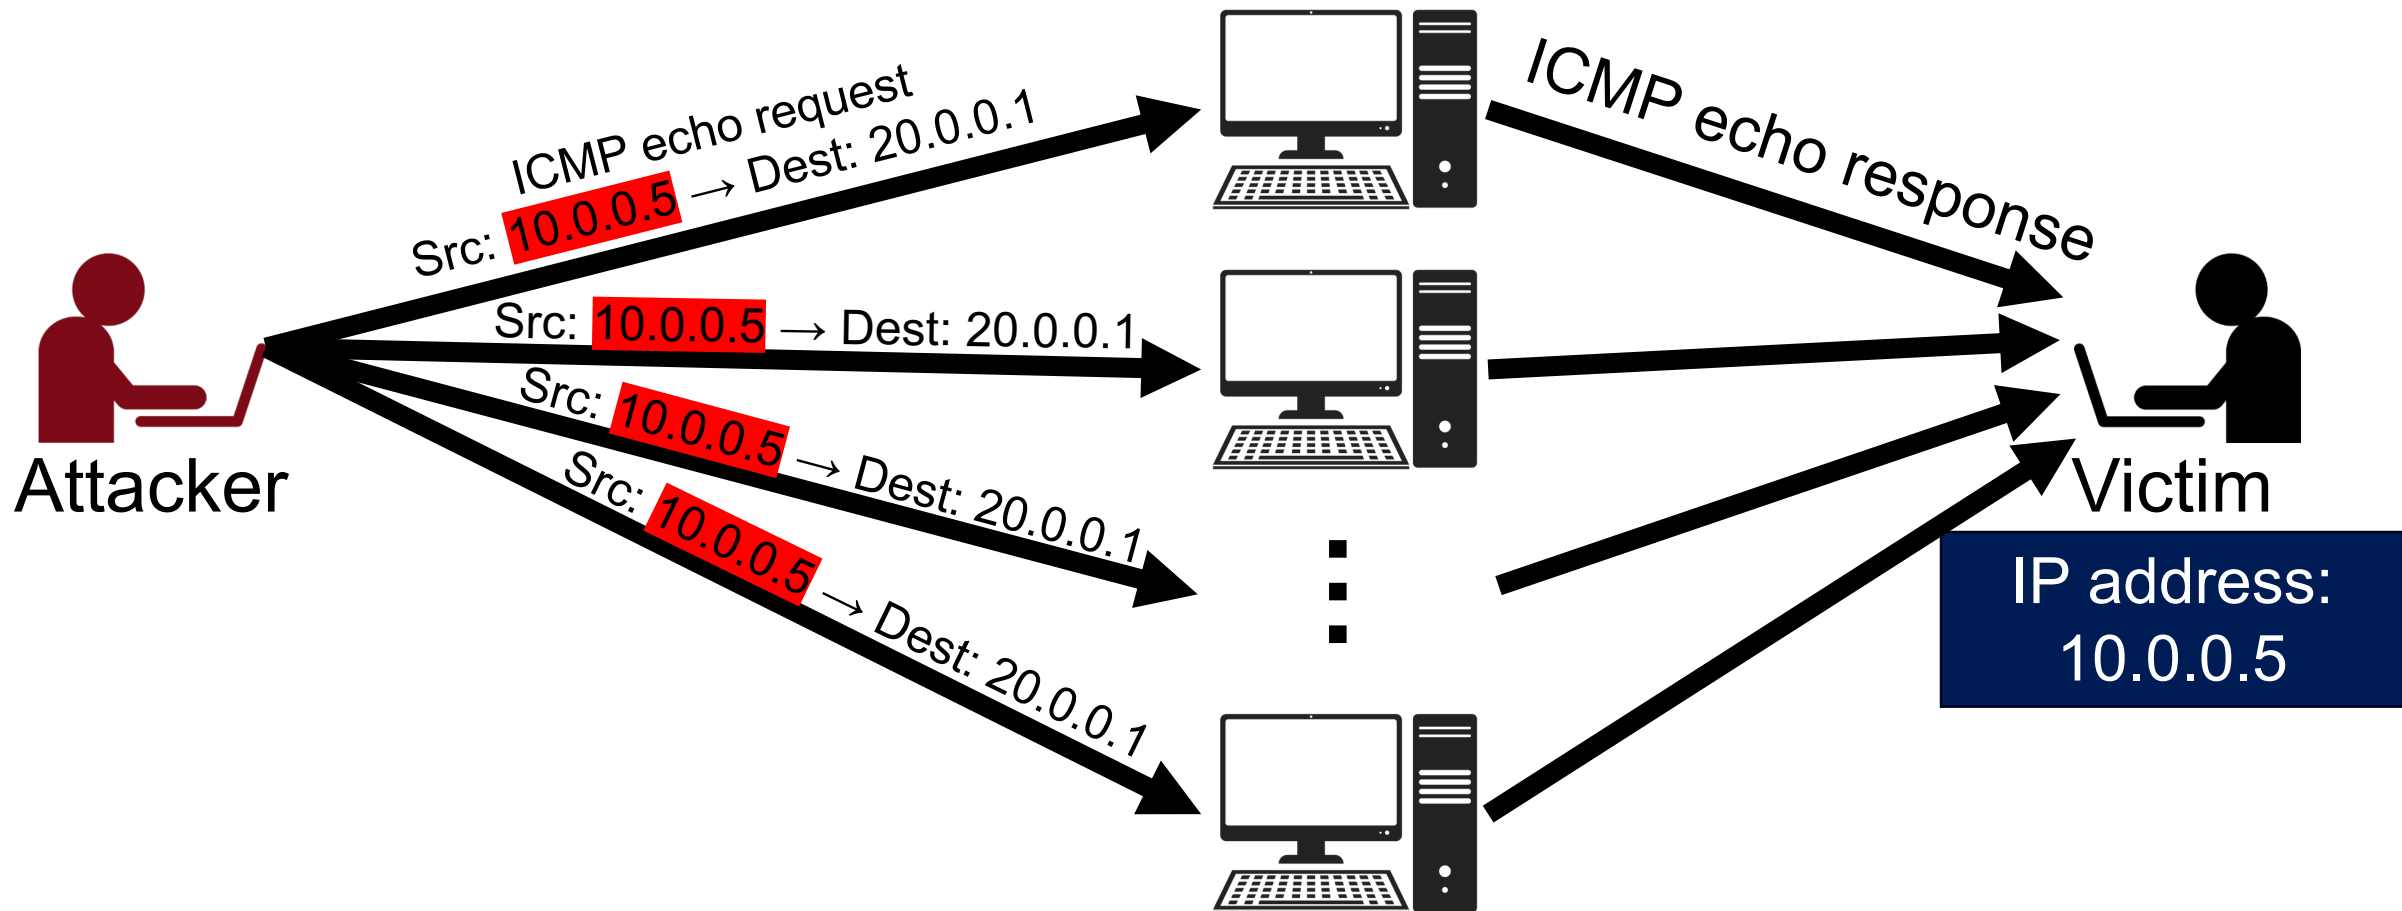 ICMP echo request
Src: 10.0.0.5 → Dest: 20.0.0.1
ICMP echo response
Src: 10.0.0.5 → Dest: 20.0.0.1
Src: 10.0.0.5 → Dest: 20.0.0.1
Src: 10.0.0.5 → Dest: 20.0.0.1
Attacker
Victim
IP address:
10.0.0.5